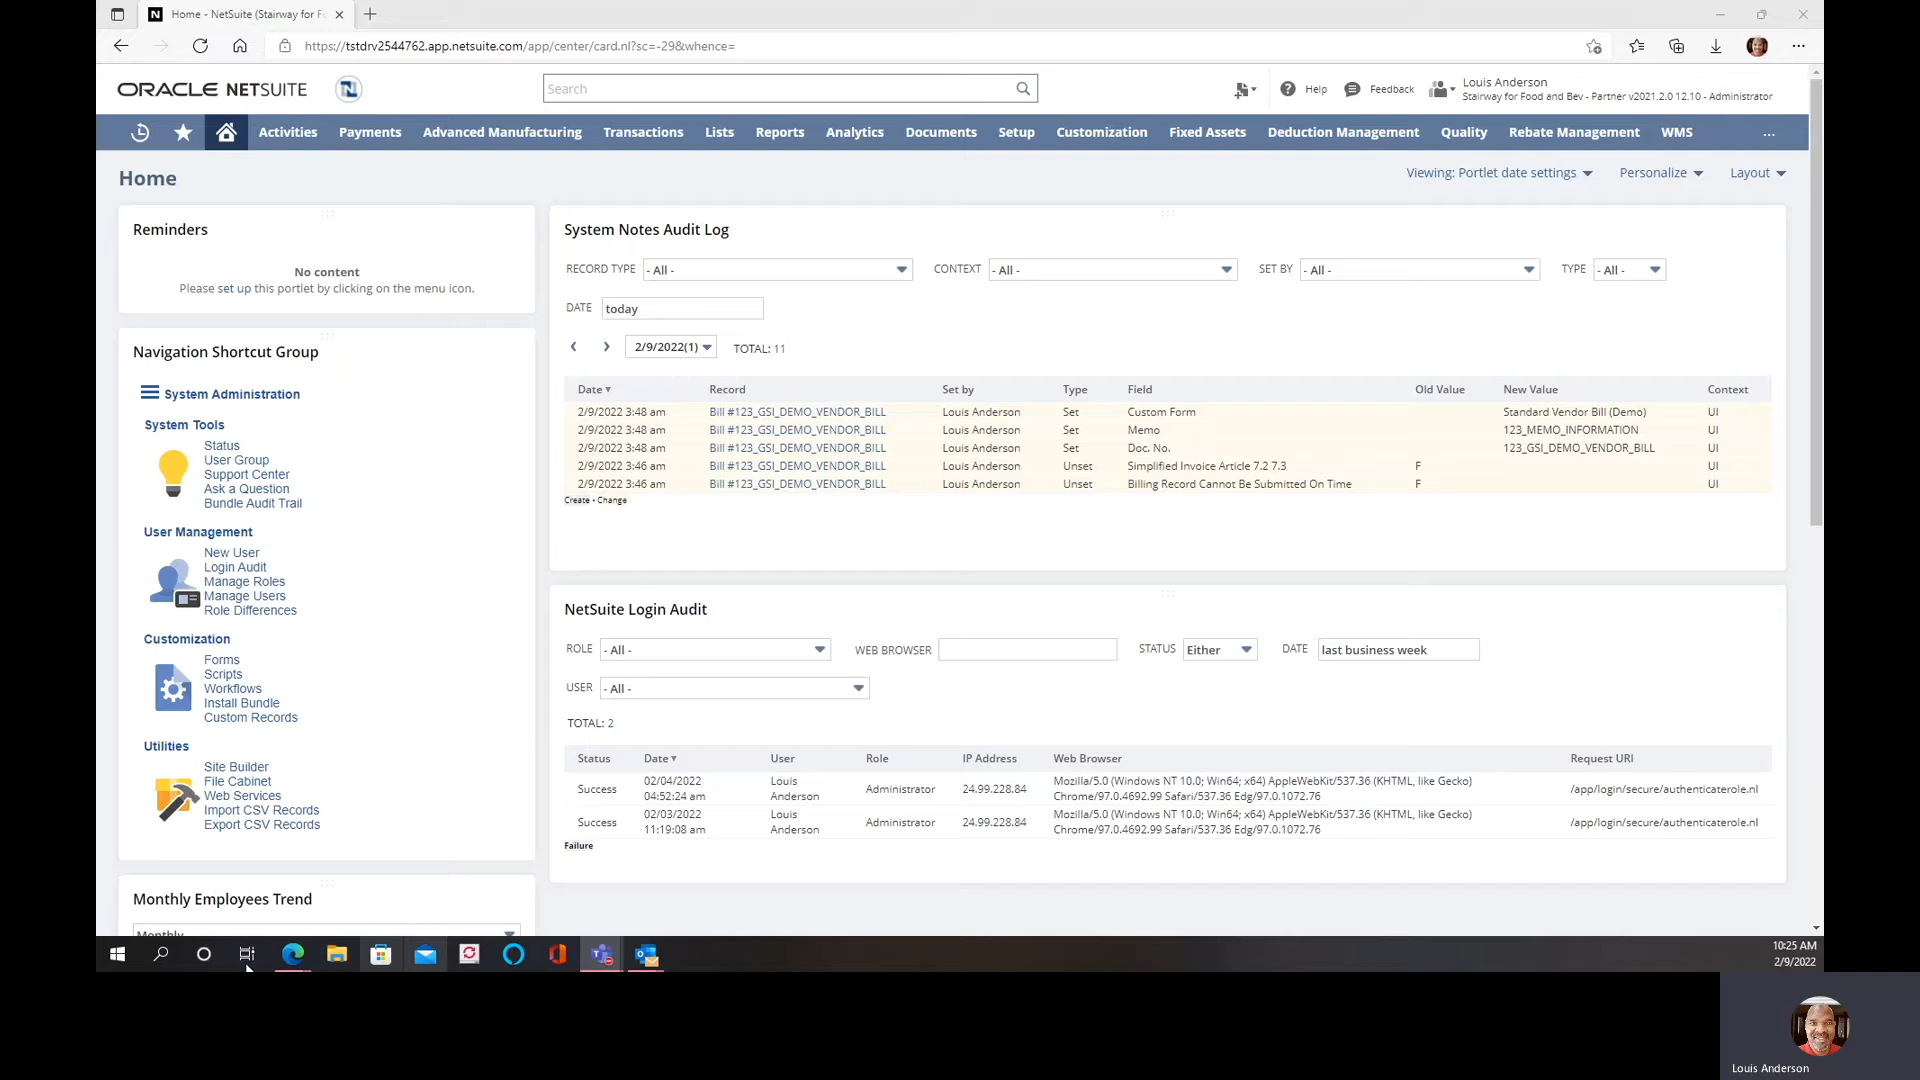 Home - NetSuite (Stairway for F
https://tstdrv2544762.app.netsuite.com/app/center/card.nl?sc=-29&whence=
ORACLE NETSUITE
N
Search
Help
Feedback
Louis Anderson
Stairway for Food and Bev - Partner v2021.2.0 12.10 - Administrator
Activities Payments Advanced Manufacturing Transactions Lists Reports Analytics Documents Setup Customization Fixed Assets Deduction Management Quality Rebate Management WMS ...
Home
Viewing: Portlet date settings Personalize Layout
Reminders
No content
Please set up this portlet by clicking on the menu icon.
Navigation Shortcut Group
System Administration
System Tools
Status
User Group
Support Center
Ask a Question
Bundle Audit Trail
User Management
New User
Login Audit
Manage Roles
Manage Users
Role Differences
Customization
Forms
Scripts
Workflows
Install Bundle
Custom Records
Utilities
Site Builder
File Cabinet
Web Services
Import CSV Records
Export CSV Records
Monthly Employees Trend
Monthly
System Notes Audit Log
RECORD TYPE - All - CONTEXT - All - SET BY - All - TYPE - All -
DATE today
2/9/2022(1) TOTAL: 11
Date Record Set by Type Field Old Value New Value Context
2/9/2022 3:48 am Bill #123_GSI_DEMO_VENDOR_BILL Louis Anderson Set Custom Form Standard Vendor Bill (Demo) UI
2/9/2022 3:48 am Bill #123_GSI_DEMO_VENDOR_BILL Louis Anderson Set Memo 123_MEMO_INFORMATION UI
2/9/2022 3:48 am Bill #123_GSI_DEMO_VENDOR_BILL Louis Anderson Set Doc. No. 123_GSI_DEMO_VENDOR_BILL UI
2/9/2022 3:46 am Bill #123_GSI_DEMO_VENDOR_BILL Louis Anderson Unset Simplified Invoice Article 7.2 7.3 F UI
2/9/2022 3:46 am Bill #123_GSI_DEMO_VENDOR_BILL Louis Anderson Unset Billing Record Cannot Be Submitted On Time F UI
Create • Change
NetSuite Login Audit
ROLE - All - WEB BROWSER STATUS Either DATE last business week
USER - All -
TOTAL: 2
Status Date User Role IP Address Web Browser Request URI
Success 02/04/2022 04:52:24 am Louis Anderson Administrator 24.99.228.84 Mozilla/5.0 (Windows NT 10.0; Win64; x64) AppleWebKit/537.36 (KHTML, like Gecko) Chrome/97.0.4692.99 Safari/537.36 Edg/97.0.1072.76 /app/login/secure/authenticaterole.nl
Success 02/03/2022 11:19:08 am Louis Anderson Administrator 24.99.228.84 Mozilla/5.0 (Windows NT 10.0; Win64; x64) AppleWebKit/537.36 (KHTML, like Gecko) Chrome/97.0.4692.99 Safari/537.36 Edg/97.0.1072.76 /app/login/secure/authenticaterole.nl
Failure
10:25 AM
2/9/2022
Louis Anderson